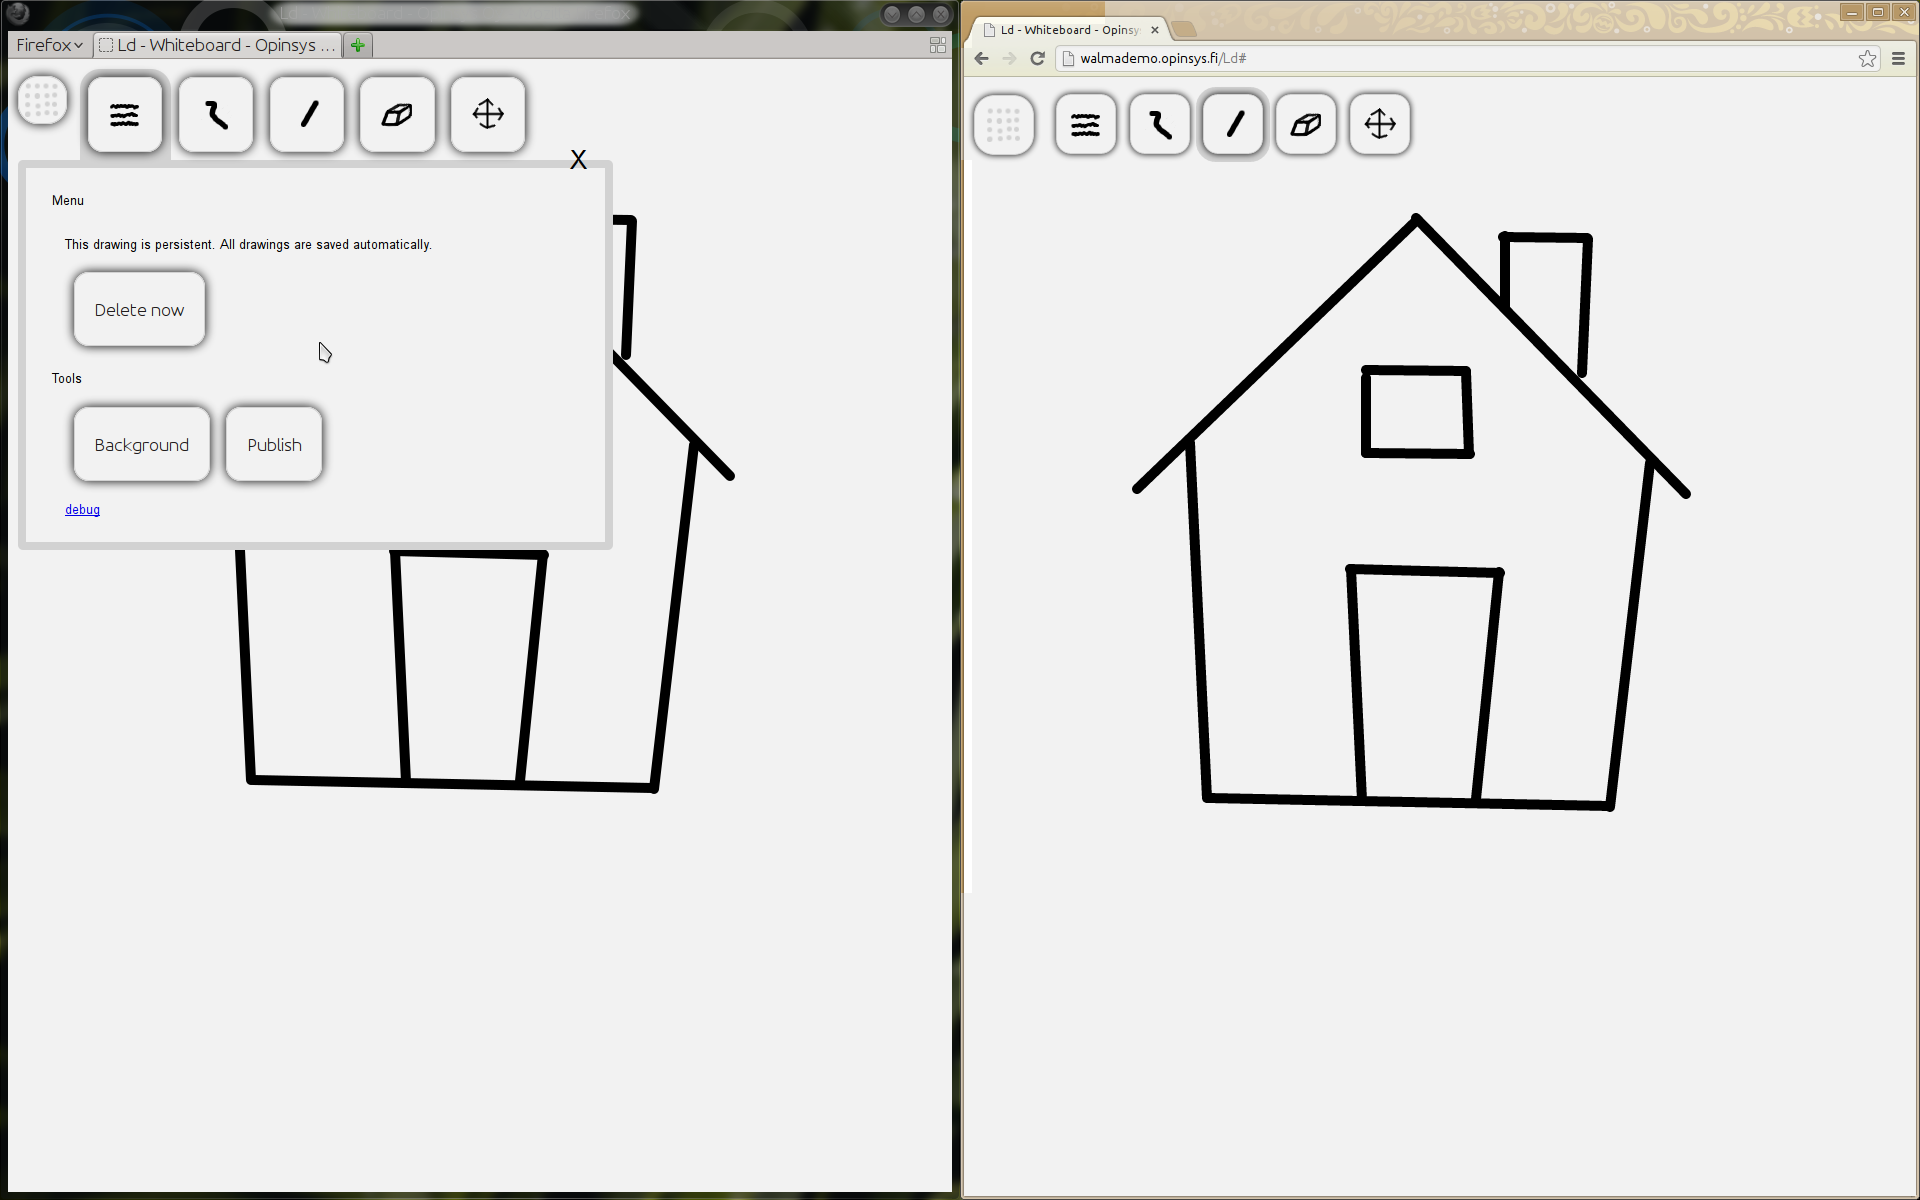 Firefox
Ld - Whiteboard - Opinsys ...
X
Menu
This drawing is persistent. All drawings are saved automatically.
Delete now
Tools
Background
Publish
debug
Ld - Whiteboard - Opinsy
walmademo.opinsys.fi/Ld#